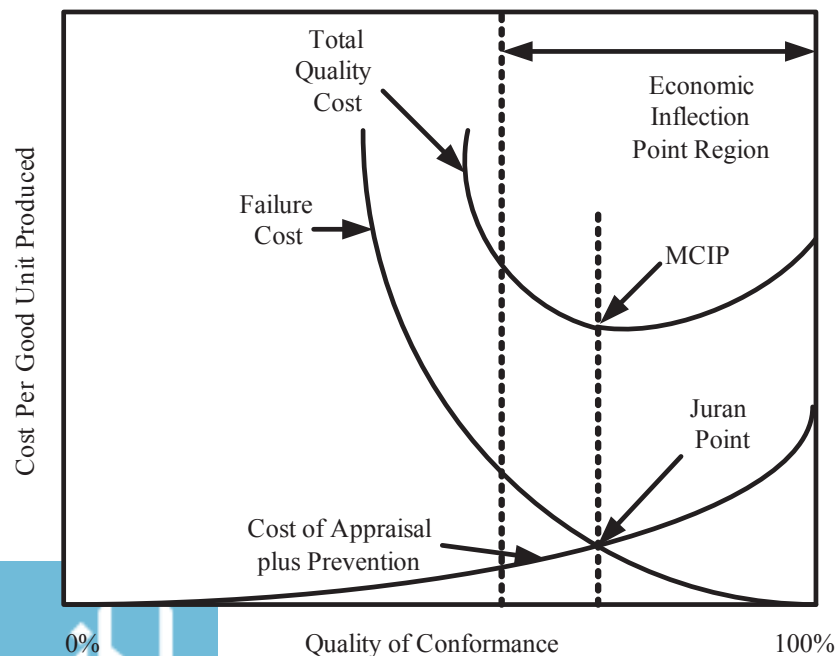 Total
Quality
Cost
Economic
Inflection
Point Region
Failure
Cost
MCIP
Juran
Point
Cost of Appraisal
plus Prevention
Cost Per Good Unit Produced
0%
Quality of Conformance
100%